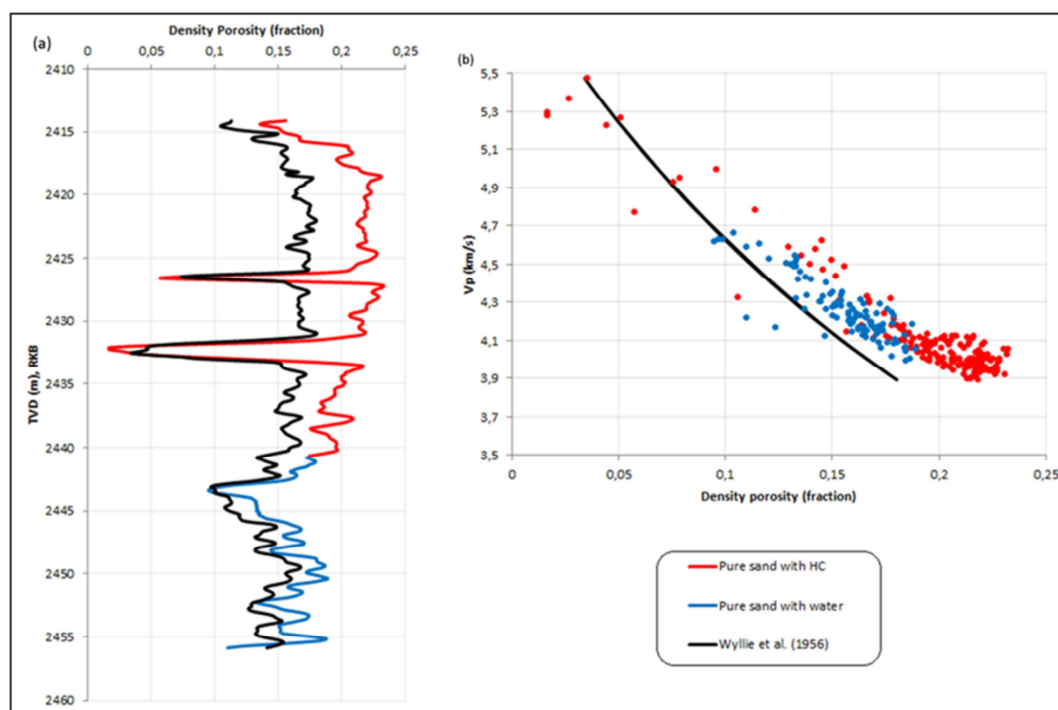 Density Porosity (fraction)
(a)
0 0,05 0,1 0,15 0,2 0,25
2410
2415
2420
2425
2430
2435
2440
2445
2450
2455
2460
TVD (m), RKB
(b)
5,5
5,3
5,1
4,9
4,7
4,5
4,3
4,1
3,9
3,7
3,5
Vp (km/s)
0 0,05 0,1 0,15 0,2 0,25
Density porosity (fraction)
Pure sand with HC
Pure sand with water
Wyllie et al. (1956)